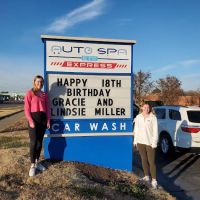 AUTO SPA
EXPRESS
HAPPY 18TH
BIRTHDAY
GRACIE AND
LINDSIE MILLER
CAR WASH